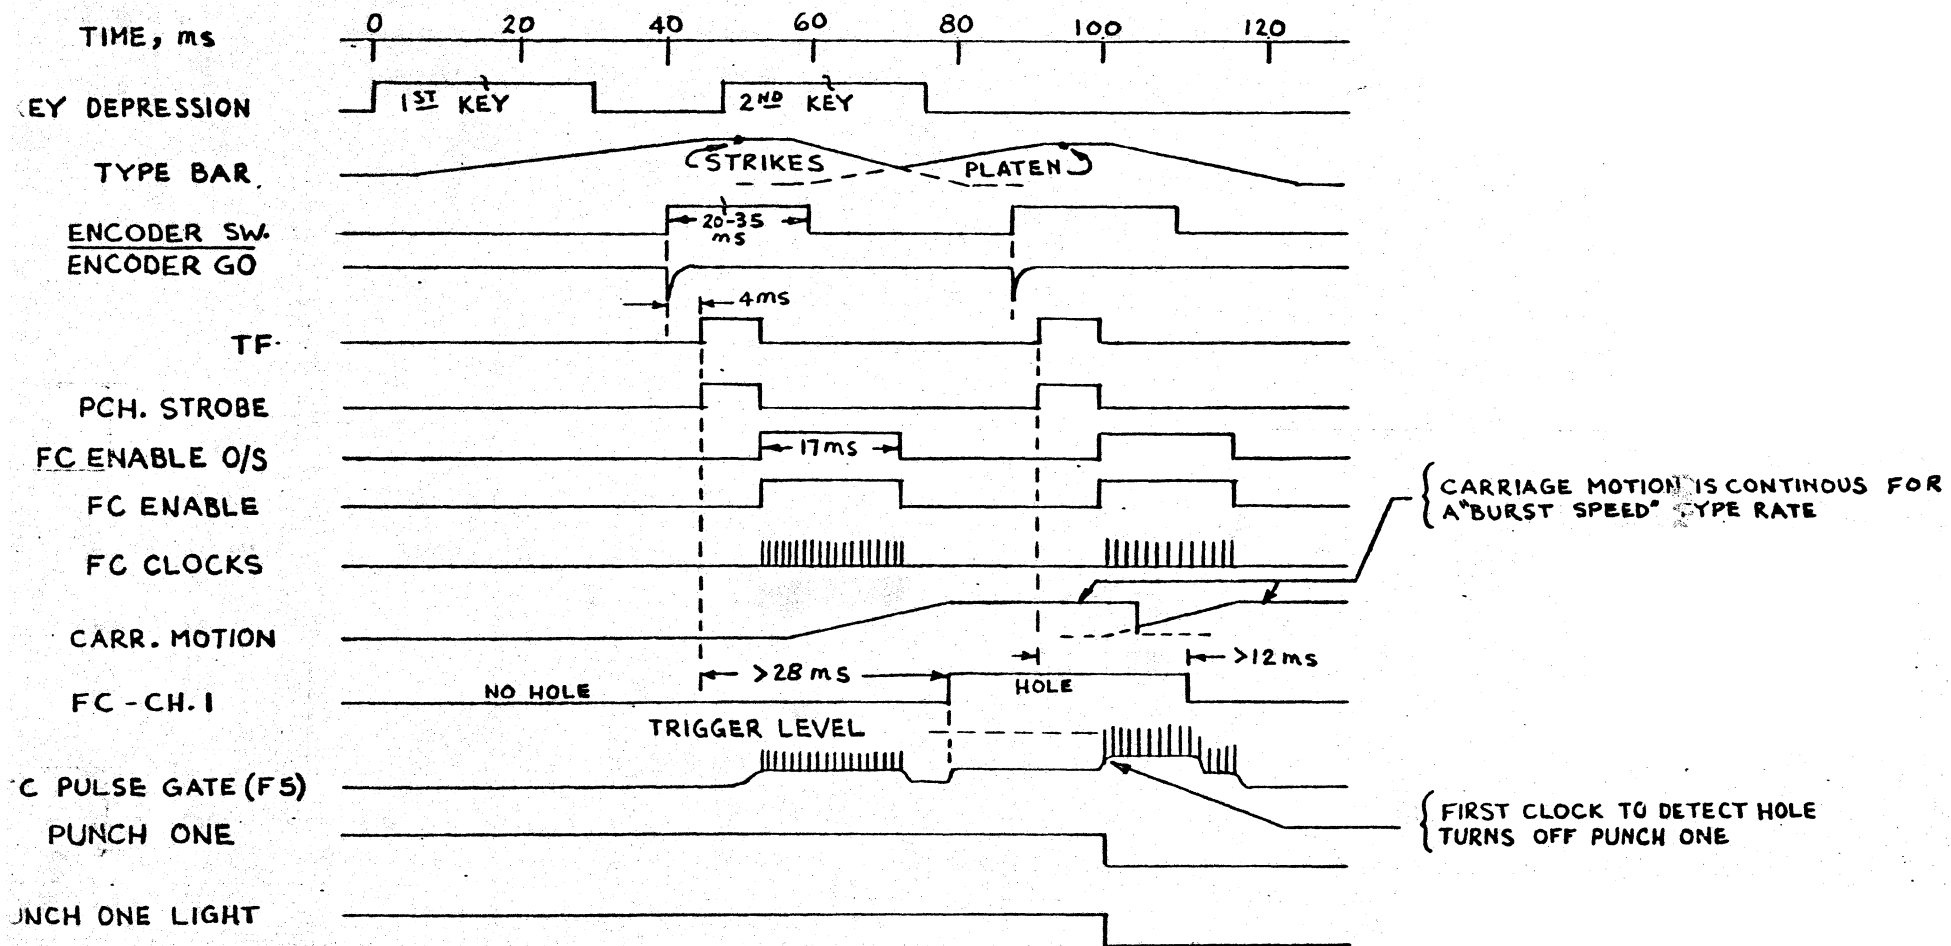 TIME, ms 0 20 40 60 80 100 120
EY DEPRESSION 1ST KEY 2ND KEY
TYPE BAR STRIKES PLATEN
ENCODER SW. 20-35 ms
ENCODER GO
4ms
TF
PCH. STROBE
FC ENABLE O/S 17ms
FC ENABLE
CARRIAGE MOTION IS CONTINOUS FOR
A "BURST SPEED" TYPE RATE
FC CLOCKS
CARR. MOTION
>28 ms >12ms
FC - CH. 1 NO HOLE HOLE
TRIGGER LEVEL
C PULSE GATE (F5)
FIRST CLOCK TO DETECT HOLE
TURNS OFF PUNCH ONE
PUNCH ONE
UNCH ONE LIGHT